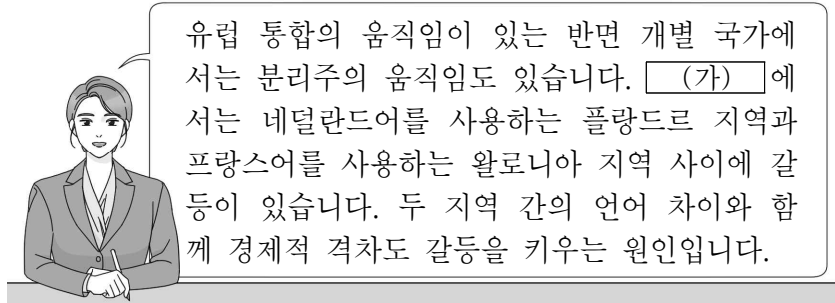 유럽 통합의 움직임이 있는 반면 개별 국가에
서는 분리주의 움직임도 있습니다. (가) 에
서는 네덜란드어를 사용하는 플랑드르 지역과
프랑스어를 사용하는 왈로니아 지역 사이에 갈
등이 있습니다. 두 지역 간의 언어 차이와 함
께 경제적 격차도 갈등을 키우는 원인입니다.